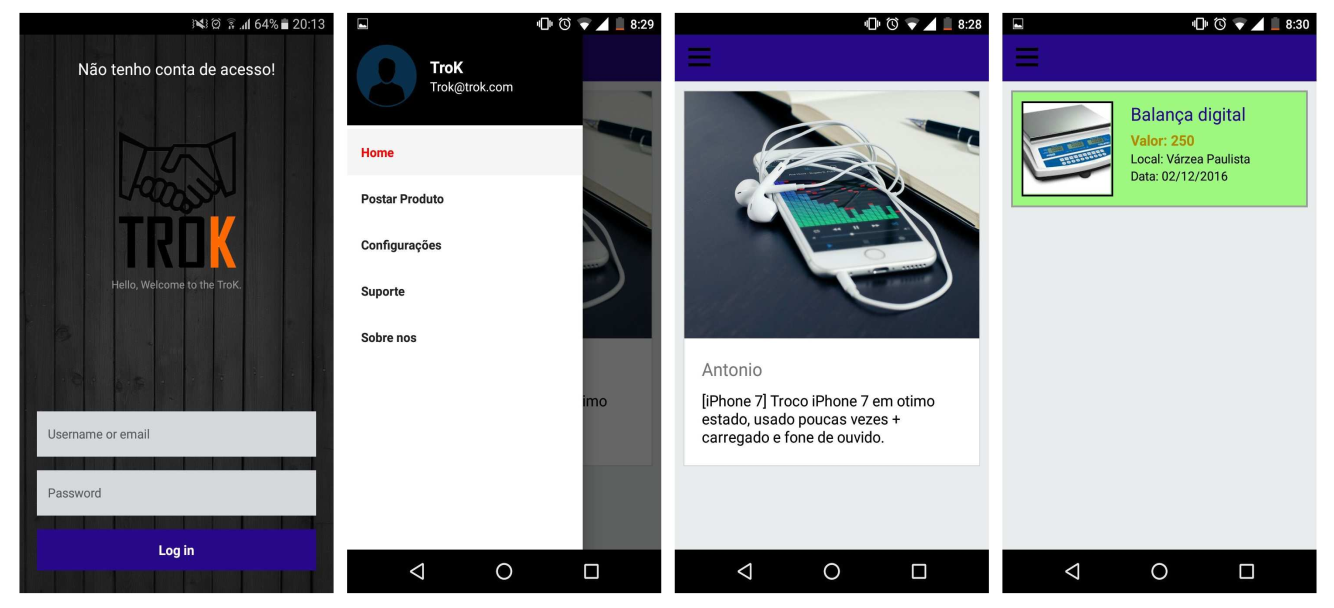 64% 20:13
Não tenho conta de acesso!
TROK
Hello, Welcome to the TroK.
Username or email
Password
Log in
8:29
TroK
Trok@trok.com
Home
Postar Produto
Configurações
Suporte
Sobre nos
imo
8:28
Antonio
[iPhone 7] Troco iPhone 7 em otimo
estado, usado poucas vezes +
carregado e fone de ouvido.
8:30
Balança digital
Valor: 250
Local: Várzea Paulista
Data: 02/12/2016